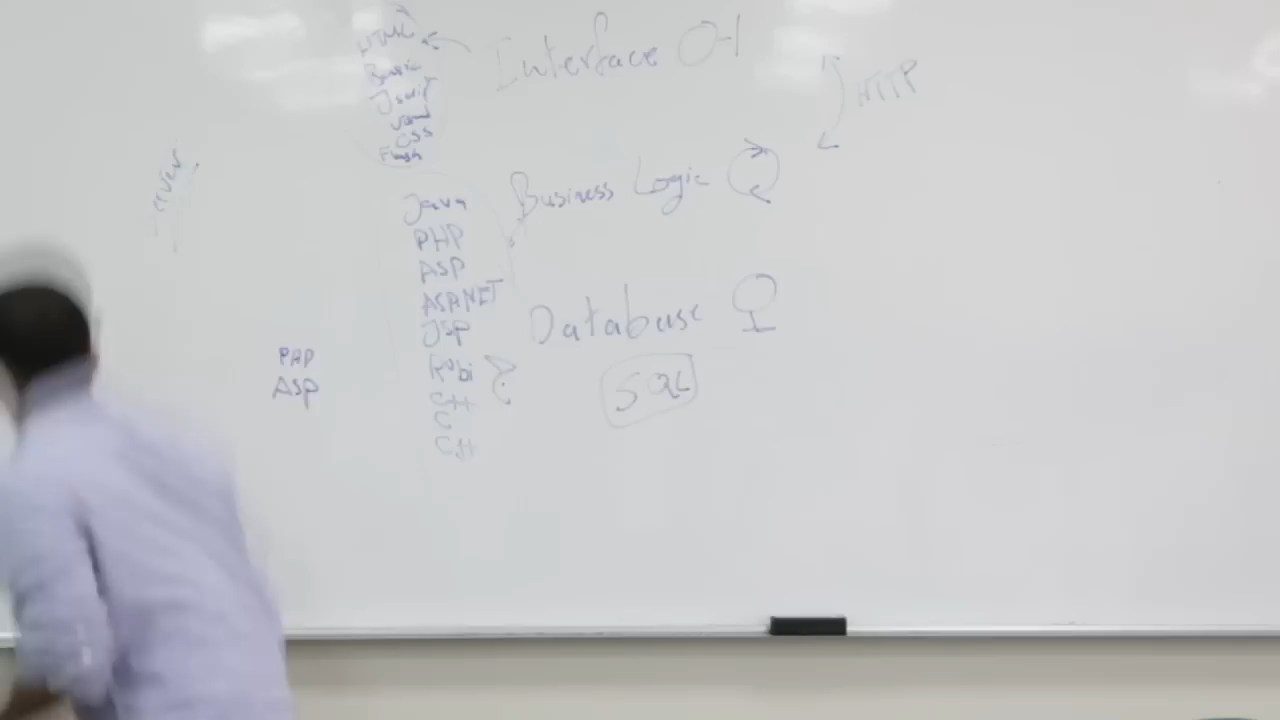 HTML
Interface
HTTP
Basic
Jscript
CSS
Flash
Business Logic
Java
PHP
ASP
ASP.NET
JSP
Database
Rubi
SQL
C
C#
PHP
ASP